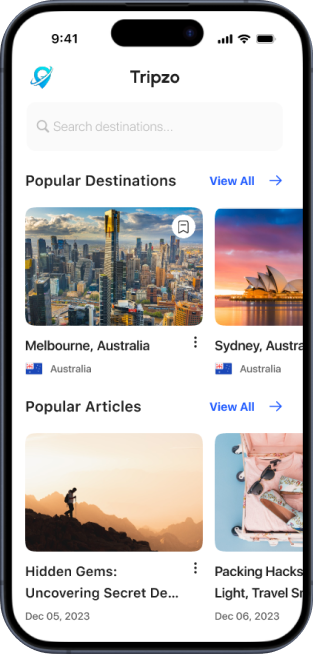 9:41
Tripzo
Search destinations...
Popular Destinations View All
Melbourne, Australia
Australia
Sydney, Austra
Australia
Popular Articles View All
Hidden Gems:
Uncovering Secret De...
Dec 05, 2023
Packing Hacks
Light, Travel Sm
Dec 06, 2023